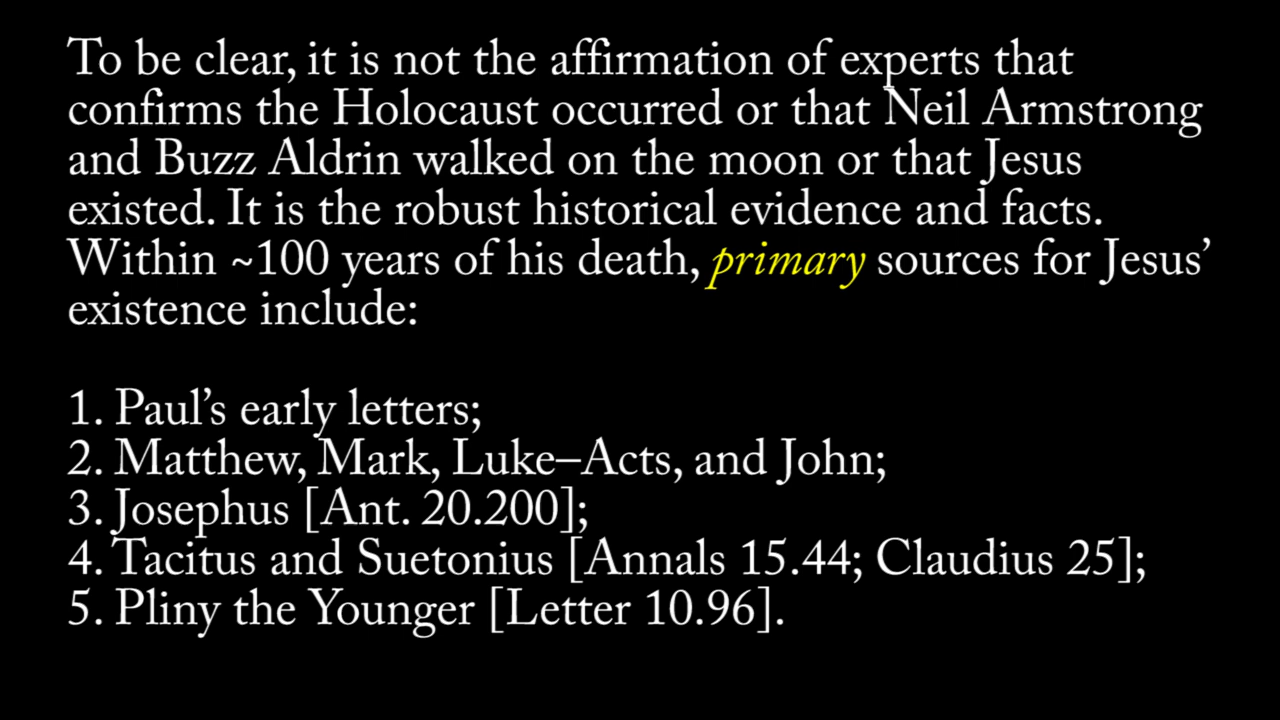 To be clear, it is not the affirmation of experts that
confirms the Holocaust occurred or that Neil Armstrong
and Buzz Aldrin walked on the moon or that Jesus
existed. It is the robust historical evidence and facts.
Within ~100 years of his death, primary sources for Jesus’
existence include:
1. Paul’s early letters;
2. Matthew, Mark, Luke–Acts, and John;
3. Josephus [Ant. 20.200];
4. Tacitus and Suetonius [Annals 15.44; Claudius 25];
5. Pliny the Younger [Letter 10.96].